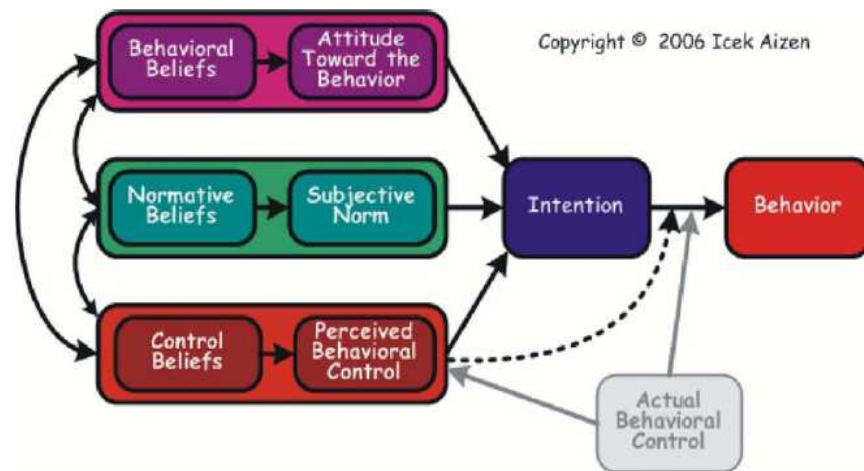 Behavioral
Beliefs
Attitude
Toward the
Behavior
Copyright © 2006 Icek Aizen
Normative
Beliefs
Subjective
Norm
Intention
Behavior
Control
Beliefs
Perceived
Behavioral
Control
Actual
Behavioral
Control